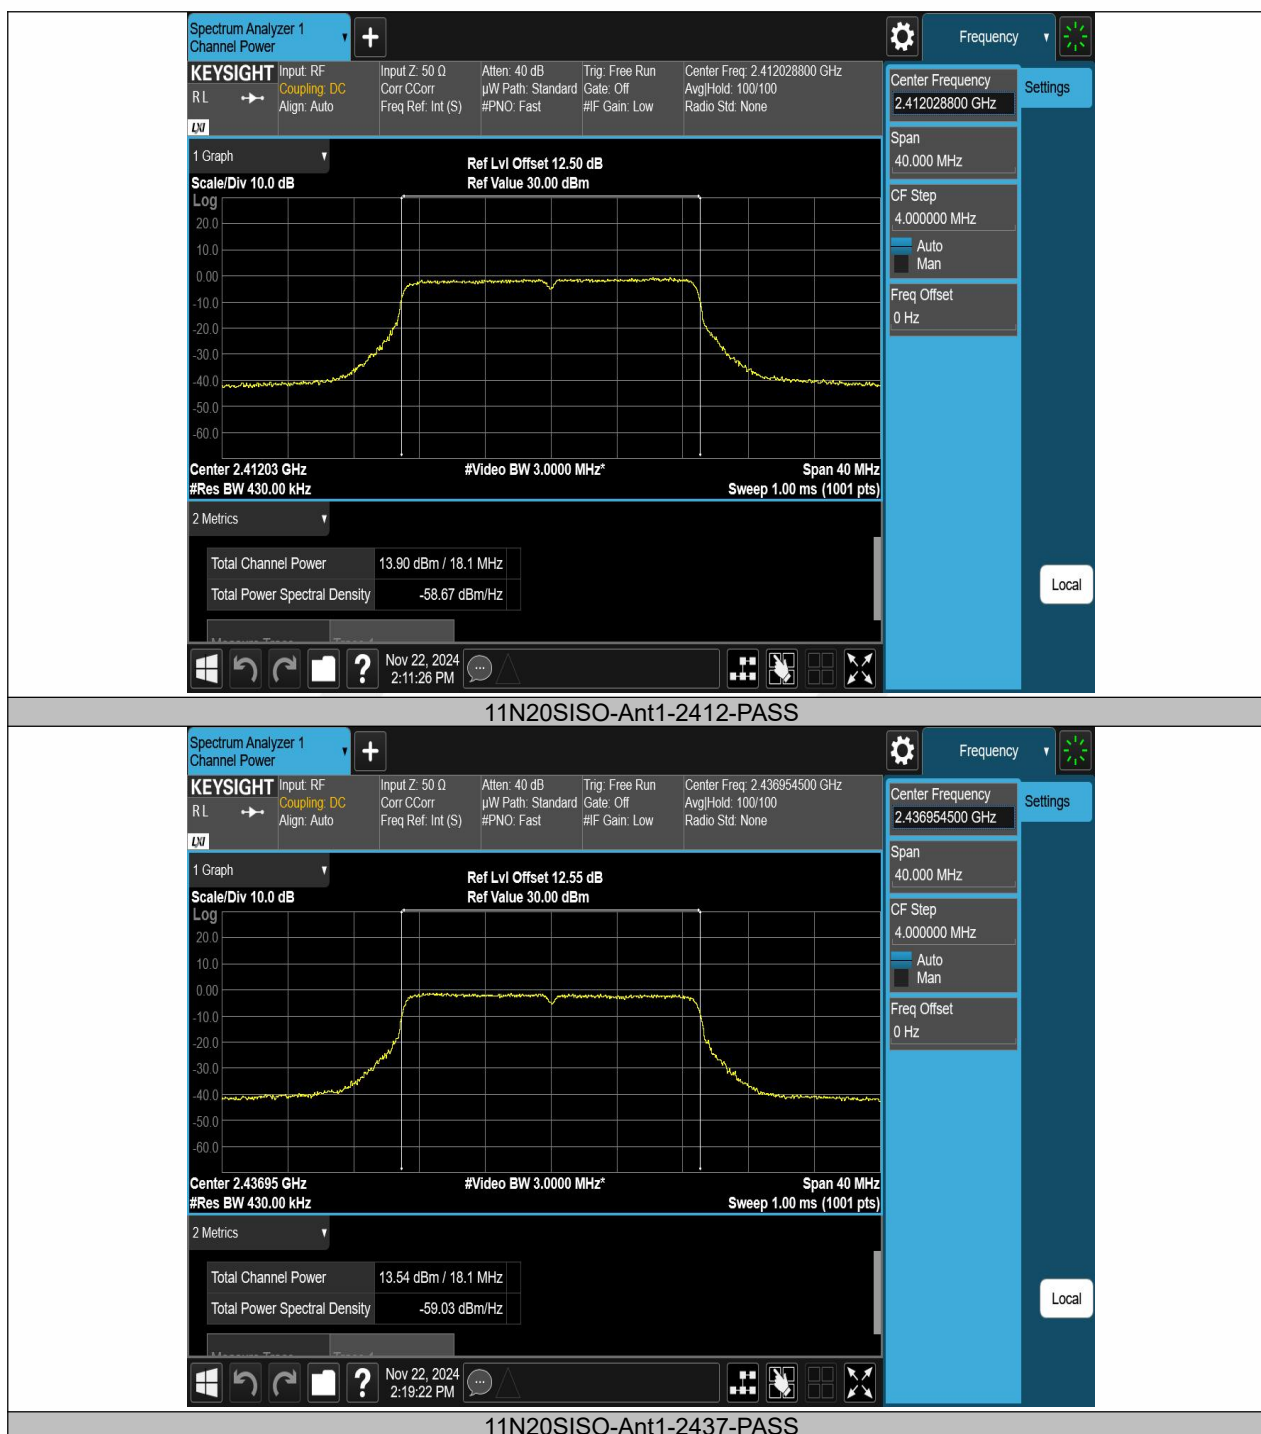 Spectrum Analyzer 1
Channel Power
Frequency
KEYSIGHT
Input: RF
Coupling: DC
Align: Auto
Input Z: 50 Ω
Corr CCorr
Freq Ref: Int (S)
Atten: 40 dB
µW Path: Standard
#PNO: Fast
Trig: Free Run
Gate: Off
#IF Gain: Low
Center Freq: 2.412028800 GHz
Avg|Hold: 100/100
Radio Std: None
R L
LXI
Center Frequency
2.412028800 GHz
Settings
Span
40.000 MHz
CF Step
4.000000 MHz
Auto
Man
Freq Offset
0 Hz
1 Graph
Ref Lvl Offset 12.50 dB
Scale/Div 10.0 dB
Ref Value 30.00 dBm
Log
20.0
10.0
0.00
-10.0
-20.0
-30.0
-40.0
-50.0
-60.0
Center 2.41203 GHz
#Video BW 3.0000 MHz*
Span 40 MHz
#Res BW 430.00 kHz
Sweep 1.00 ms (1001 pts)
2 Metrics
Total Channel Power
13.90 dBm / 18.1 MHz
Total Power Spectral Density
-58.67 dBm/Hz
Local
?
Nov 22, 2024
2:11:26 PM
11N20SISO-Ant1-2412-PASS
Spectrum Analyzer 1
Channel Power
Frequency
KEYSIGHT
Input: RF
Coupling: DC
Align: Auto
Input Z: 50 Ω
Corr CCorr
Freq Ref: Int (S)
Atten: 40 dB
µW Path: Standard
#PNO: Fast
Trig: Free Run
Gate: Off
#IF Gain: Low
Center Freq: 2.436954500 GHz
Avg|Hold: 100/100
Radio Std: None
R L
LXI
Center Frequency
2.436954500 GHz
Settings
Span
40.000 MHz
CF Step
4.000000 MHz
Auto
Man
Freq Offset
0 Hz
1 Graph
Ref Lvl Offset 12.55 dB
Scale/Div 10.0 dB
Ref Value 30.00 dBm
Log
20.0
10.0
0.00
-10.0
-20.0
-30.0
-40.0
-50.0
-60.0
Center 2.43695 GHz
#Video BW 3.0000 MHz*
Span 40 MHz
#Res BW 430.00 kHz
Sweep 1.00 ms (1001 pts)
2 Metrics
Total Channel Power
13.54 dBm / 18.1 MHz
Total Power Spectral Density
-59.03 dBm/Hz
Local
?
Nov 22, 2024
2:19:22 PM
11N20SISO-Ant1-2437-PASS